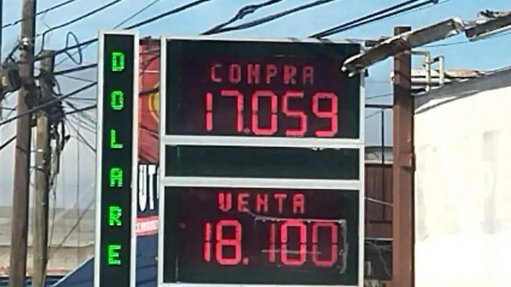 DOLARE
COMPRA
17.059
VENTA
18.100